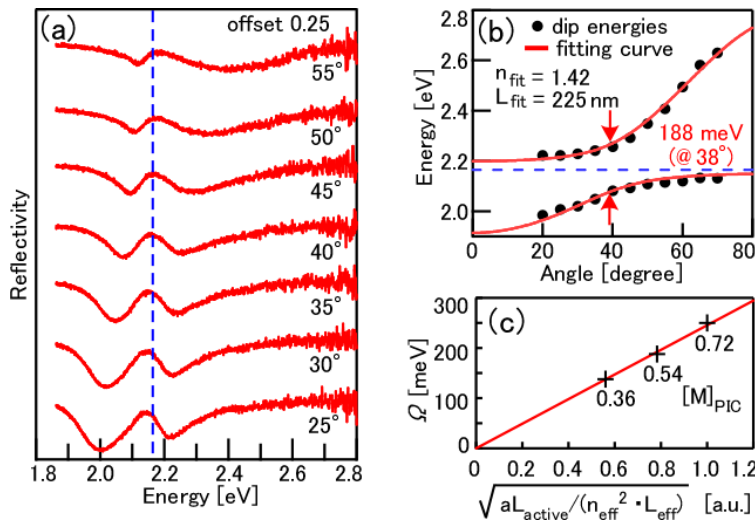 (a)
offset 0.25
55°
50°
45°
40°
35°
30°
25°
Reflectivity
1.8 2.0 2.2 2.4 2.6 2.8
Energy [eV]
(b)
dip energies
fitting curve
n_fit = 1.42
L_fit = 225 nm
188 meV
(@ 38°)
Energy [eV]
2.8
2.6
2.4
2.2
2.0
0 20 40 60 80
Angle [degree]
(c)
Ω [meV]
300
200
100
0
0.72
0.54
0.36
[M]_PIC
0 0.2 0.4 0.6 0.8 1.0 1.2
√aL_active/(n_eff²・L_eff) [a.u.]